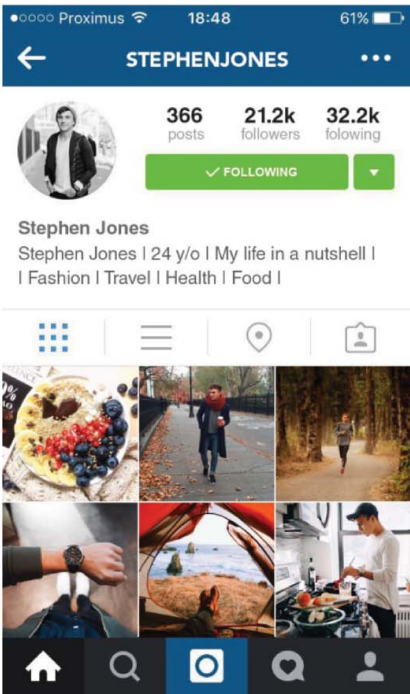 Proximus 18:48 61%
STEPHENJONES
366 21.2k 32.2k
posts followers folowing
FOLLOWING
Stephen Jones
Stephen Jones | 24 y/o | My life in a nutshell |
| Fashion | Travel | Health | Food |